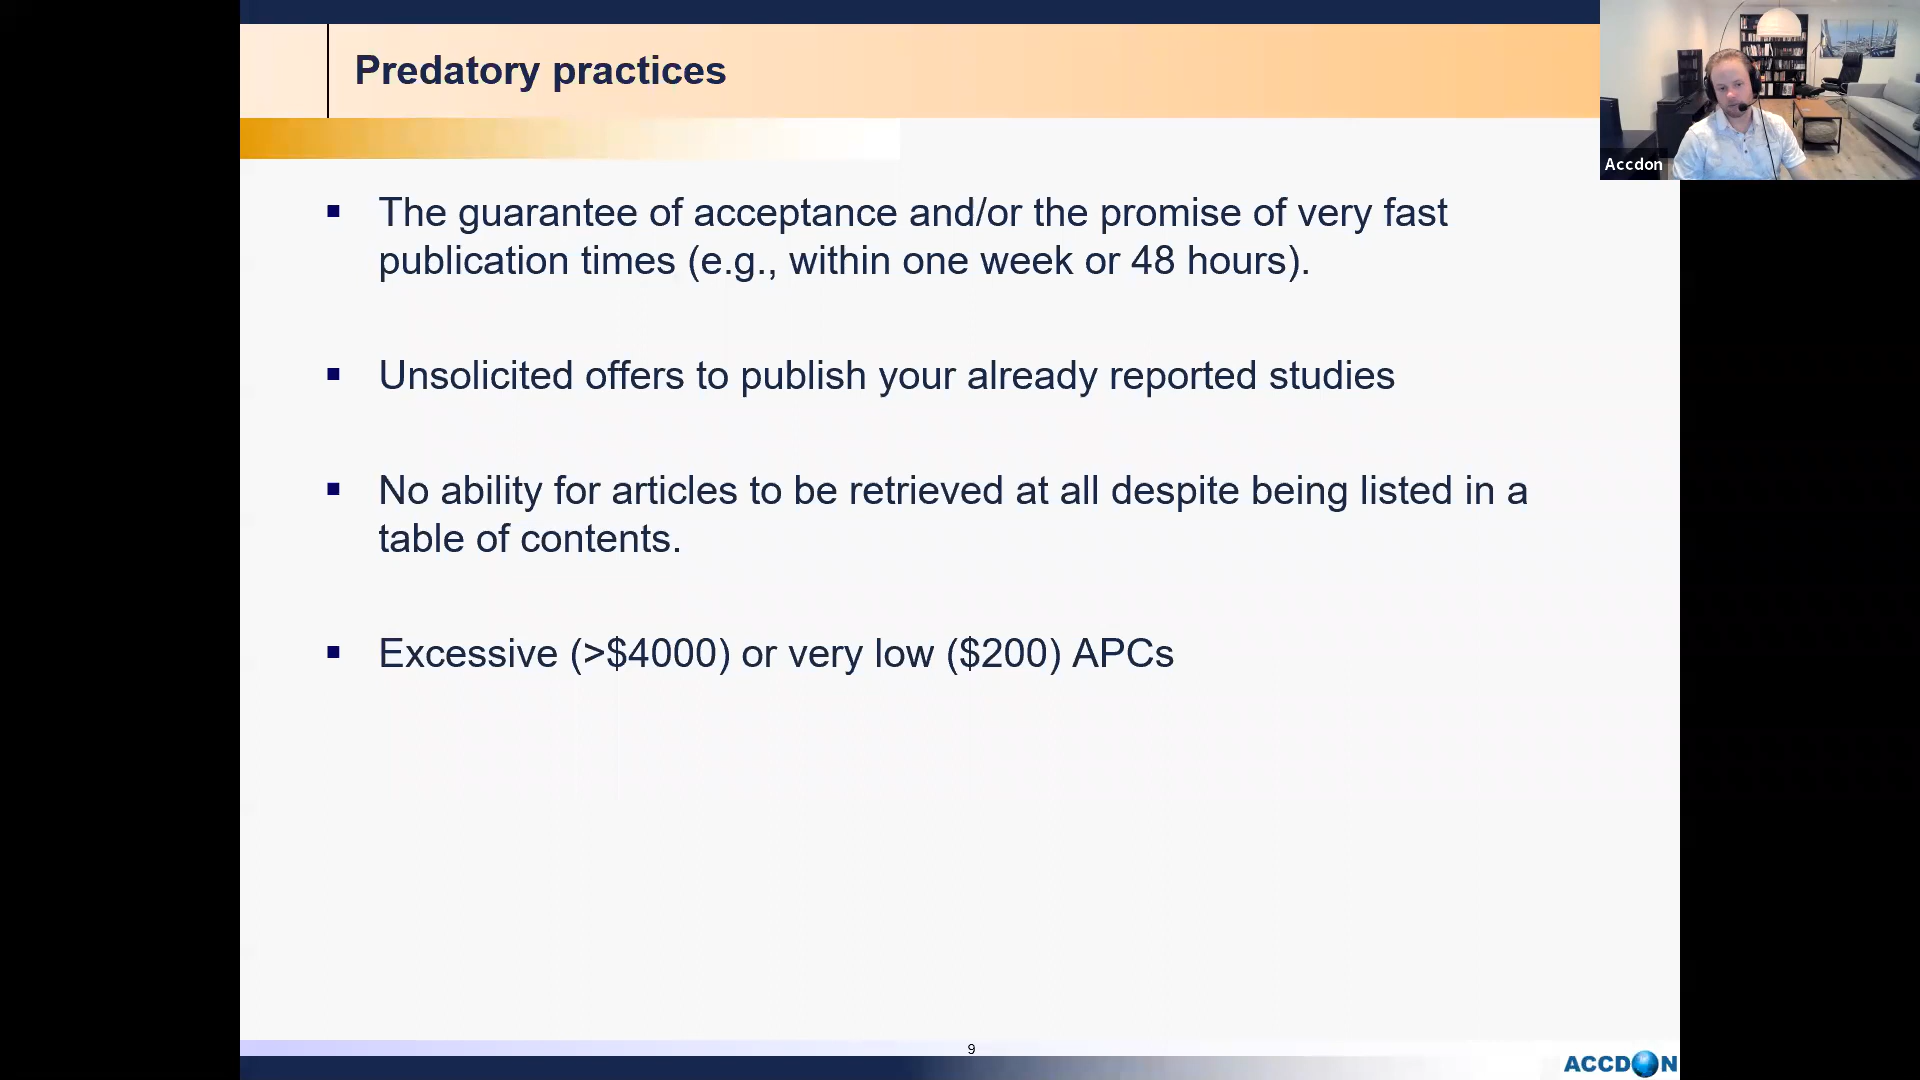 Predatory practices
Accdon
▪ The guarantee of acceptance and/or the promise of very fast
publication times (e.g., within one week or 48 hours).
▪ Unsolicited offers to publish your already reported studies
▪ No ability for articles to be retrieved at all despite being listed in a
table of contents.
▪ Excessive (>$4000) or very low ($200) APCs
9
ACCDON